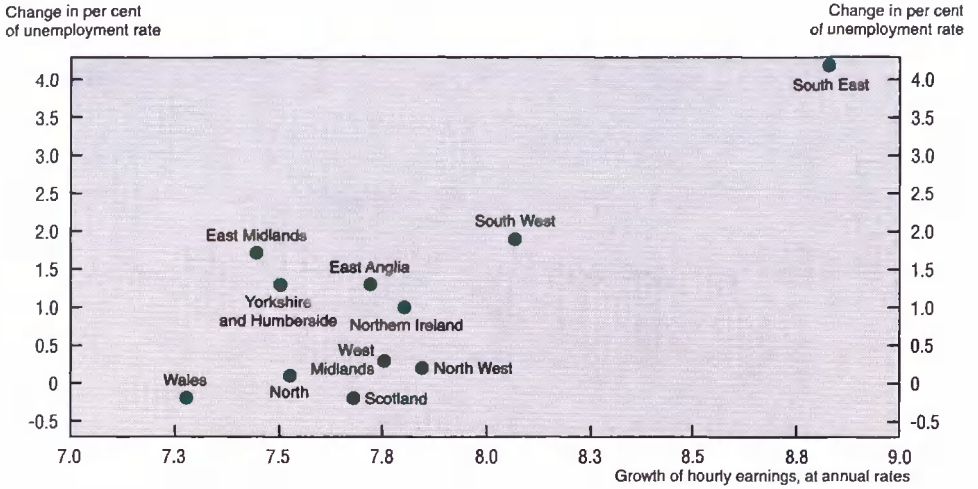 Change in per cent
of unemployment rate
Change in per cent
of unemployment rate
4.0
3.5
3.0
2.5
2.0
1.5
1.0
0.5
0
-0.5
4.0
3.5
3.0
2.5
2.0
1.5
1.0
0.5
0
-0.5
South East
South West
East Midlands
East Anglia
Yorkshire
and Humberside
Northern Ireland
West
Midlands
North West
Wales
North
Scotland
7.0 7.3 7.5 7.8 8.0 8.3 8.5 8.8 9.0
Growth of hourly earnings, at annual rates